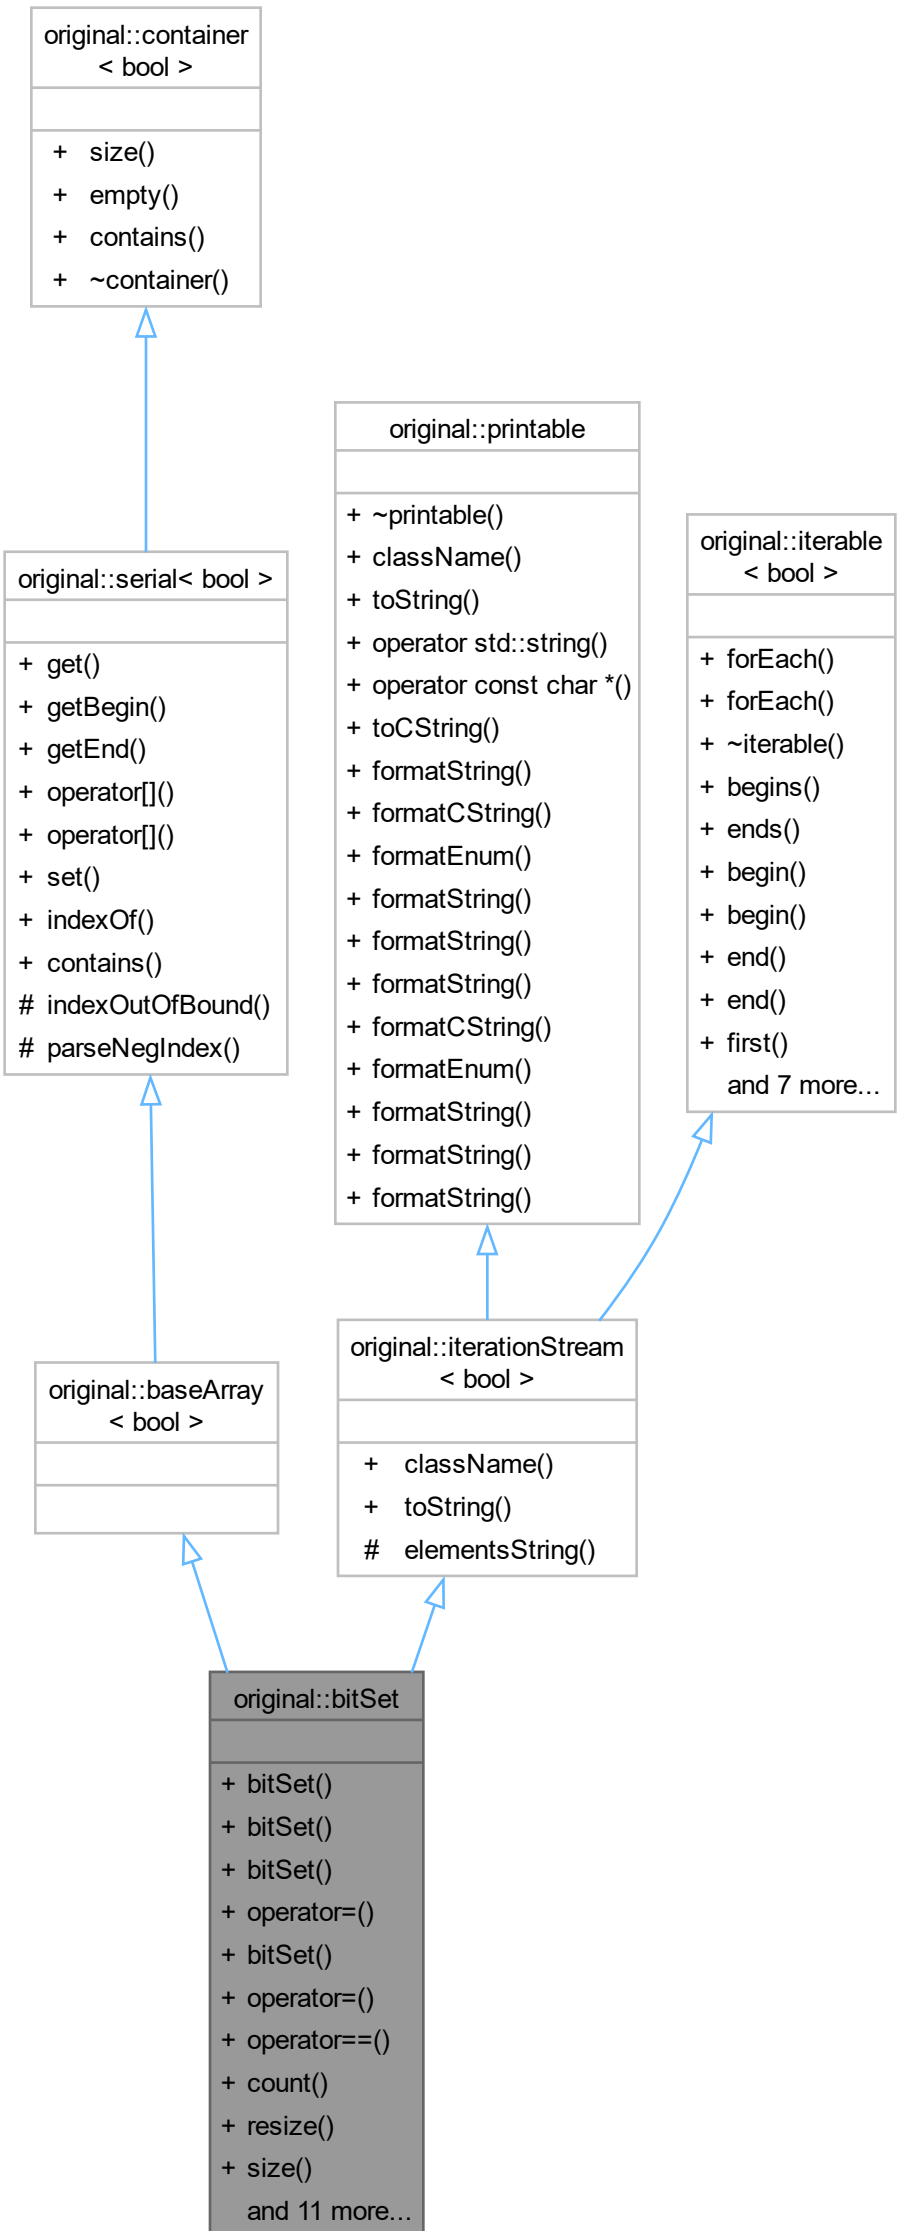 original::container
< bool >
+ size()
+ empty()
+ contains()
+ ~container()
original::printable
+ ~printable()
+ className()
+ toString()
+ operator std::string()
+ operator const char *()
+ toCString()
+ formatString()
+ formatCString()
+ formatEnum()
+ formatString()
+ formatString()
+ formatString()
+ formatCString()
+ formatEnum()
+ formatString()
+ formatString()
+ formatString()
original::iterable
< bool >
+ forEach()
+ forEach()
+ ~iterable()
+ begins()
+ ends()
+ begin()
+ begin()
+ end()
+ end()
+ first()
and 7 more...
original::serial< bool >
+ get()
+ getBegin()
+ getEnd()
+ operator[]()
+ operator[]()
+ set()
+ indexOf()
+ contains()
# indexOutOfBound()
# parseNegIndex()
original::iterationStream
< bool >
+ className()
+ toString()
# elementsString()
original::baseArray
< bool >
original::bitSet
+ bitSet()
+ bitSet()
+ bitSet()
+ operator=()
+ bitSet()
+ operator=()
+ operator==()
+ count()
+ resize()
+ size()
and 11 more...